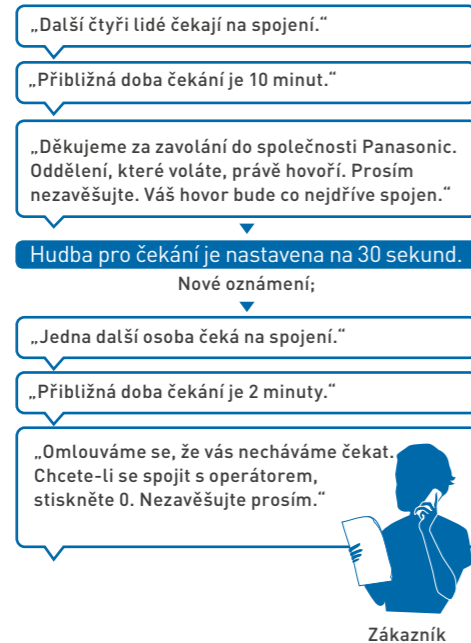 „Další čtyři lidé čekají na spojení.“
„Přibližná doba čekání je 10 minut.“
„Děkujeme za zavolání do společnosti Panasonic.
Oddělení, které voláte, právě hovoří. Prosím
nezavěšujte. Váš hovor bude co nejdříve spojen.“
Hudba pro čekání je nastavena na 30 sekund.
Nové oznámení;
„Jedna další osoba čeká na spojení.“
„Přibližná doba čekání je 2 minuty.“
„Omlouváme se, že vás necháváme čekat.
Chcete-li se spojit s operátorem,
stiskněte 0. Nezavěšujte prosím.“
Zákazník